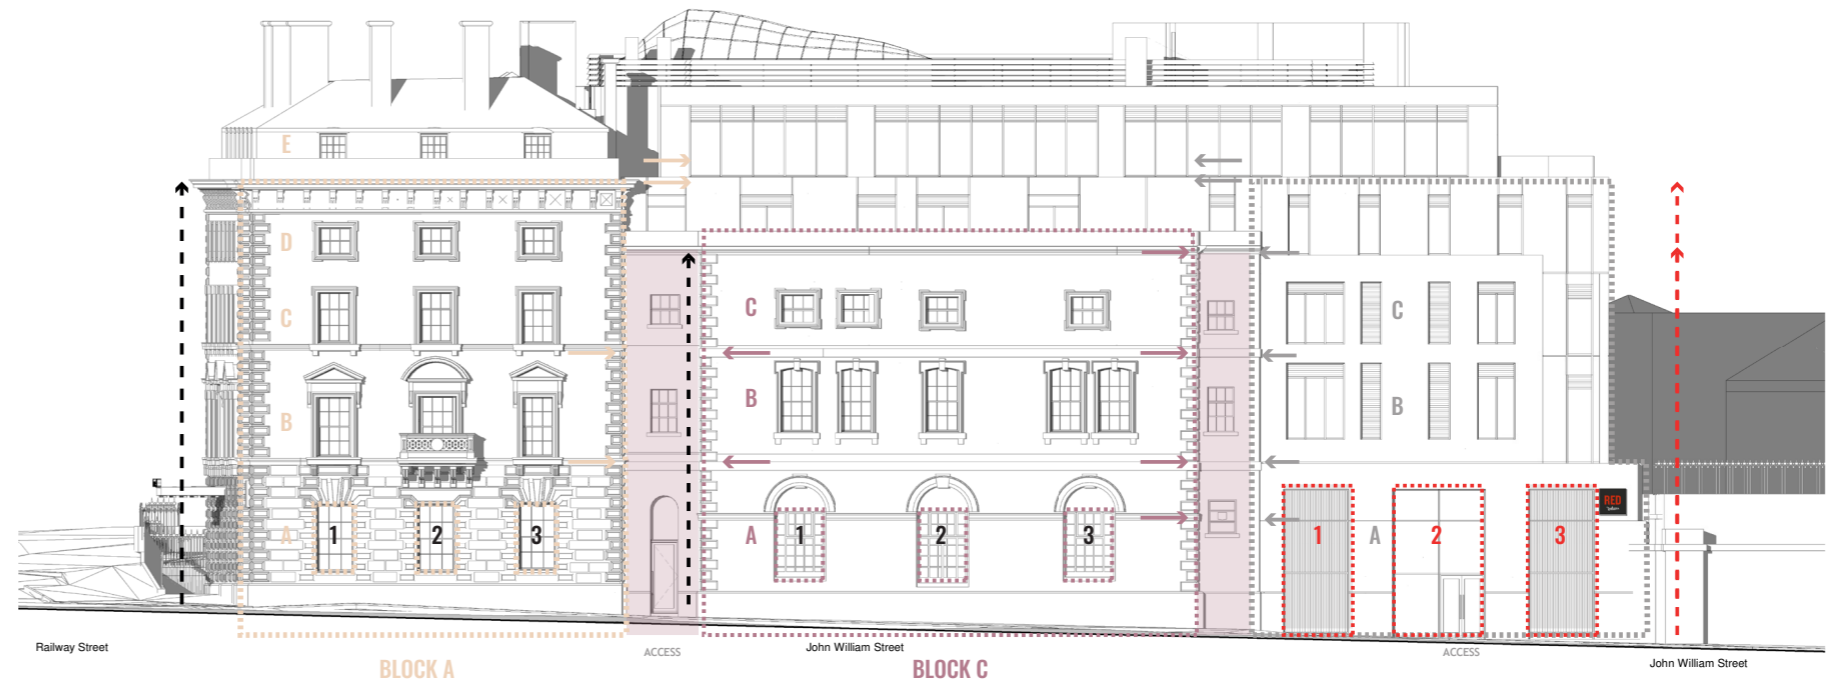 E
D
C
B
A
1
2
3
C
B
A
1
2
3
C
B
A
1
2
3
RED
Railway Street
ACCESS
John William Street
ACCESS
John William Street
BLOCK A
BLOCK C